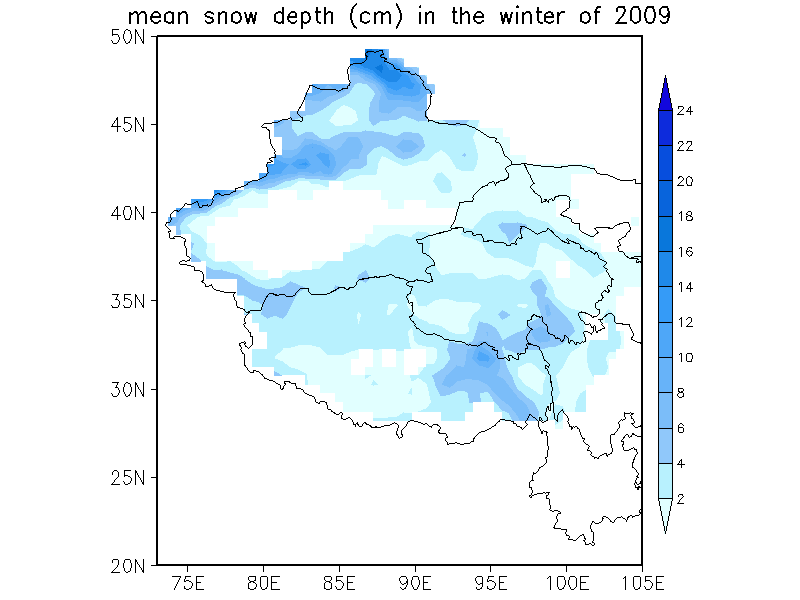 mean snow depth (cm) in the winter of 2009
50N
45N
40N
35N
30N
25N
20N
75E 80E 85E 90E 95E 100E 105E
24
22
20
18
16
14
12
10
8
6
4
2